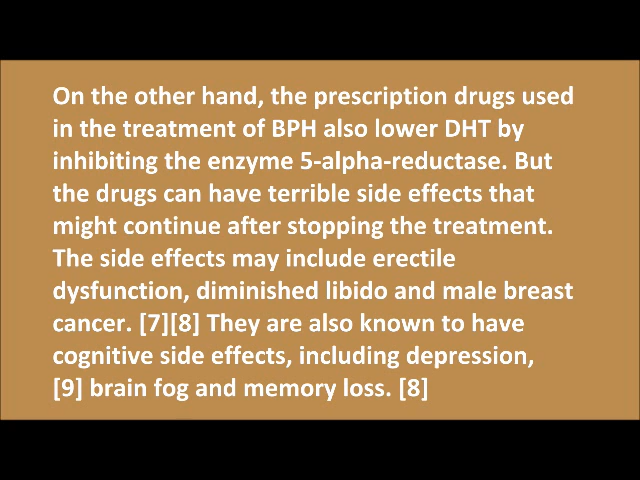 On the other hand, the prescription drugs used
in the treatment of BPH also lower DHT by
inhibiting the enzyme 5-alpha-reductase. But
the drugs can have terrible side effects that
might continue after stopping the treatment.
The side effects may include erectile
dysfunction, diminished libido and male breast
cancer. [7][8] They are also known to have
cognitive side effects, including depression,
[9] brain fog and memory loss. [8]